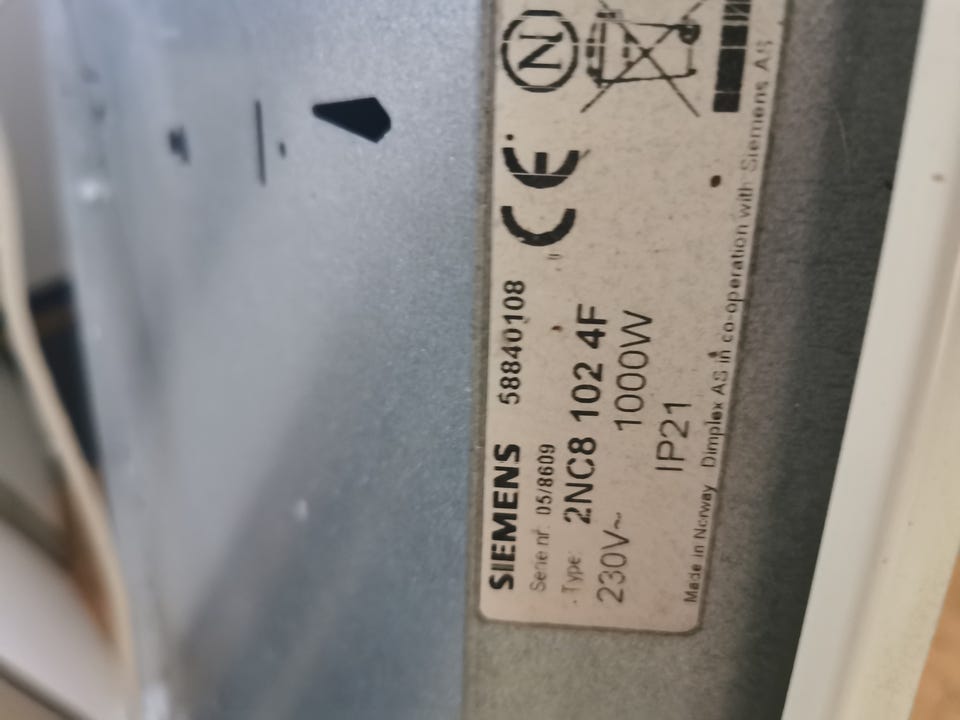 SIEMENS 58840108
Serie nr. 05/8609
Type: 2NC8 102 4F
230V~ 1000W
IP21
Made in Norway Dimplex AS in co-operation with Siemens AS
CE
N